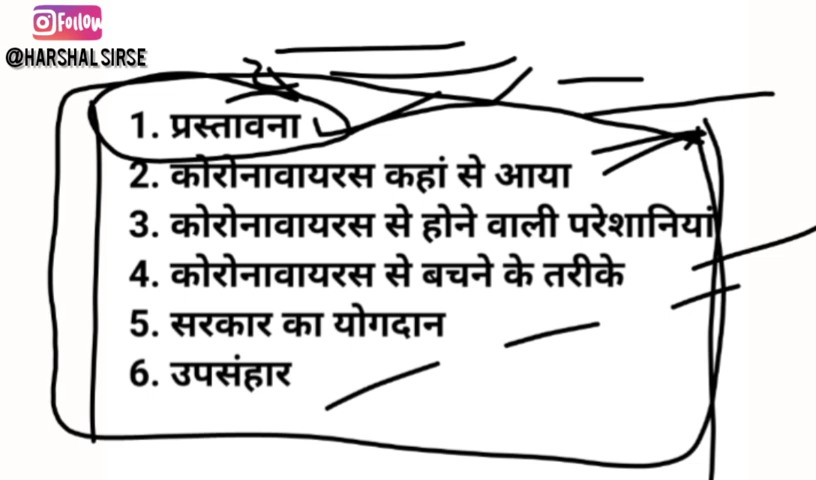 Follow
@HARSHAL SIRSE
1. प्रस्तावना
2. कोरोनावायरस कहां से आया
3. कोरोनावायरस से होने वाली परेशानियां
4. कोरोनावायरस से बचने के तरीके
5. सरकार का योगदान
6. उपसंहार